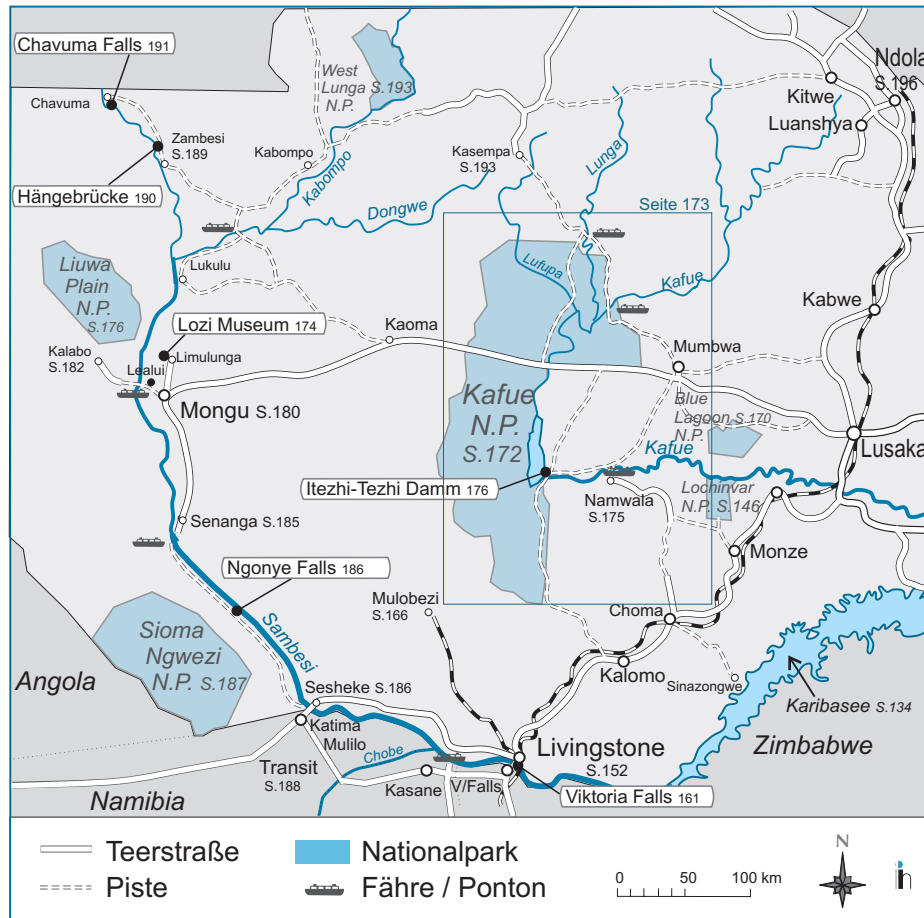 Chavuma Falls 191
Chavuma
West
Lunga S.193
N.P.
Ndola
S.196
Kitwe
Luanshya
Zambesi
S.189
Kabompo
Kabompo
Kasempa
S.193
Lunga
Hängebrücke 190
Dongwe
Seite 173
Liuwa
Plain
N.P.
S.176
Lukulu
Lufupa
Kafue
Kabwe
Lozi Museum 174
Kaoma
Kalabo
S.182
Limulunga
Lealui
Mumbwa
Mongu S.180
Kafue
N.P.
S.172
Blue
Lagoon S.170
N.P.
Lusaka
Kafue
Itezhi-Tezhi Damm 176
Namwala
S.175
Lochinvar
N.P. S.146
Senanga S.185
Monze
Ngonye Falls 186
Mulobezi
S.166
Choma
Sambesi
Sioma
Ngwezi
N.P. S.187
Kalomo
Sinazongwe
Angola
Sesheke S.186
Karibasee S.134
Katima
Mulilo
Livingstone
S.152
Zimbabwe
Chobe
Transit
S.188
Kasane
V/Falls
Viktoria Falls 161
Namibia
Teerstraße
Nationalpark
Piste
Fähre / Ponton
0 50 100 km
N
ih